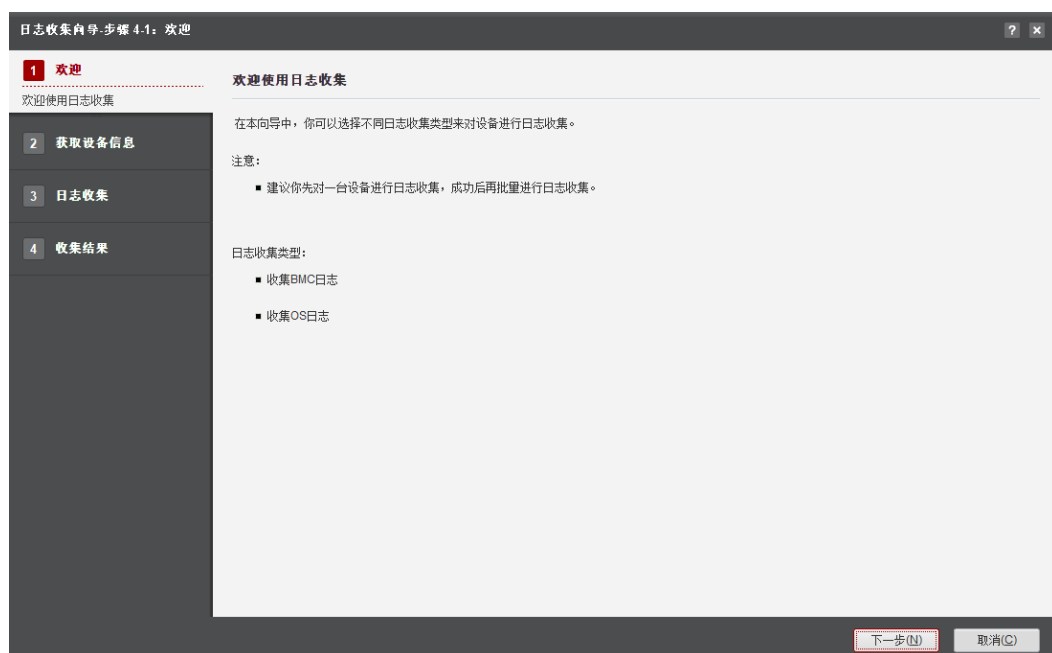 日志收集向导-步骤 4-1：欢迎
? ×
1 欢迎
欢迎使用日志收集
2 获取设备信息
3 日志收集
4 收集结果
欢迎使用日志收集
在本向导中，你可以选择不同日志收集类型来对设备进行日志收集。
注意：
■ 建议你先对一台设备进行日志收集，成功后再批量进行日志收集。
日志收集类型：
■ 收集BMC日志
■ 收集OS日志
下一步(N) 取消(C)